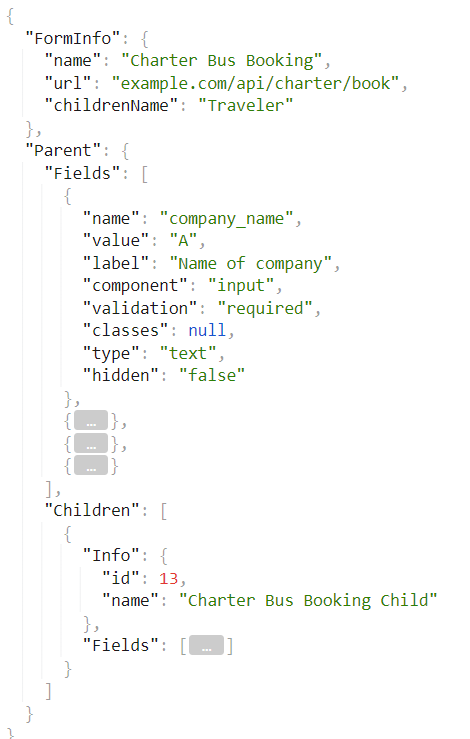 {
"FormInfo": {
"name": "Charter Bus Booking",
"url": "example.com/api/charter/book",
"childrenName": "Traveler"
},
"Parent": {
"Fields": [
{
"name": "company_name",
"value": "A",
"label": "Name of company",
"component": "input",
"validation": "required",
"classes": null,
"type": "text",
"hidden": "false"
},
{ … },
{ … },
{ … }
],
"Children": [
{
"Info": {
"id": 13,
"name": "Charter Bus Booking Child"
},
"Fields": [ … ]
}
]
}
}